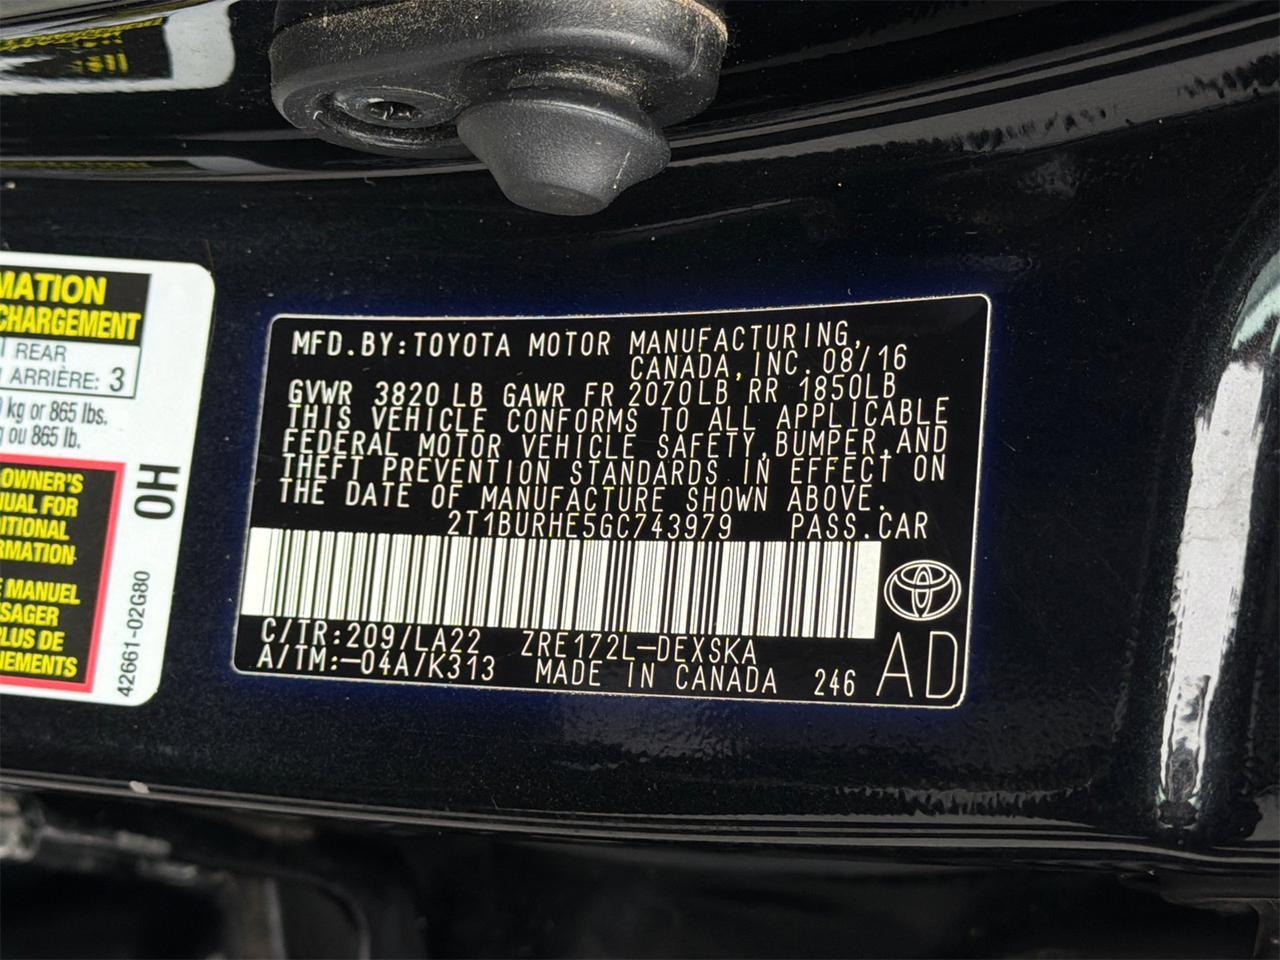 MATION
CHARGEMENT
REAR
ARRIÈRE: 3
kg or 865 lbs.
ou 865 lb.
OWNER'S
UAL FOR
DITIONAL
RMATION
MANUEL
SAGER
PLUS DE
NEMENTS
0H
42661-02G80
MFD.BY:TOYOTA MOTOR MANUFACTURING,
CANADA,INC.08/16
GVWR 3820 LB GAWR FR 2070LB RR 1850LB
THIS VEHICLE CONFORMS TO ALL APPLICABLE
FEDERAL MOTOR VEHICLE SAFETY,BUMPER,AND
THEFT PREVENTION STANDARDS IN EFFECT ON
THE DATE OF MANUFACTURE SHOWN ABOVE.
2T1BURHE5GC743979 PASS.CAR
C/TR:209/LA22 ZRE172L-DEXSKA
A/TM:-04A/K313 MADE IN CANADA 246 AD